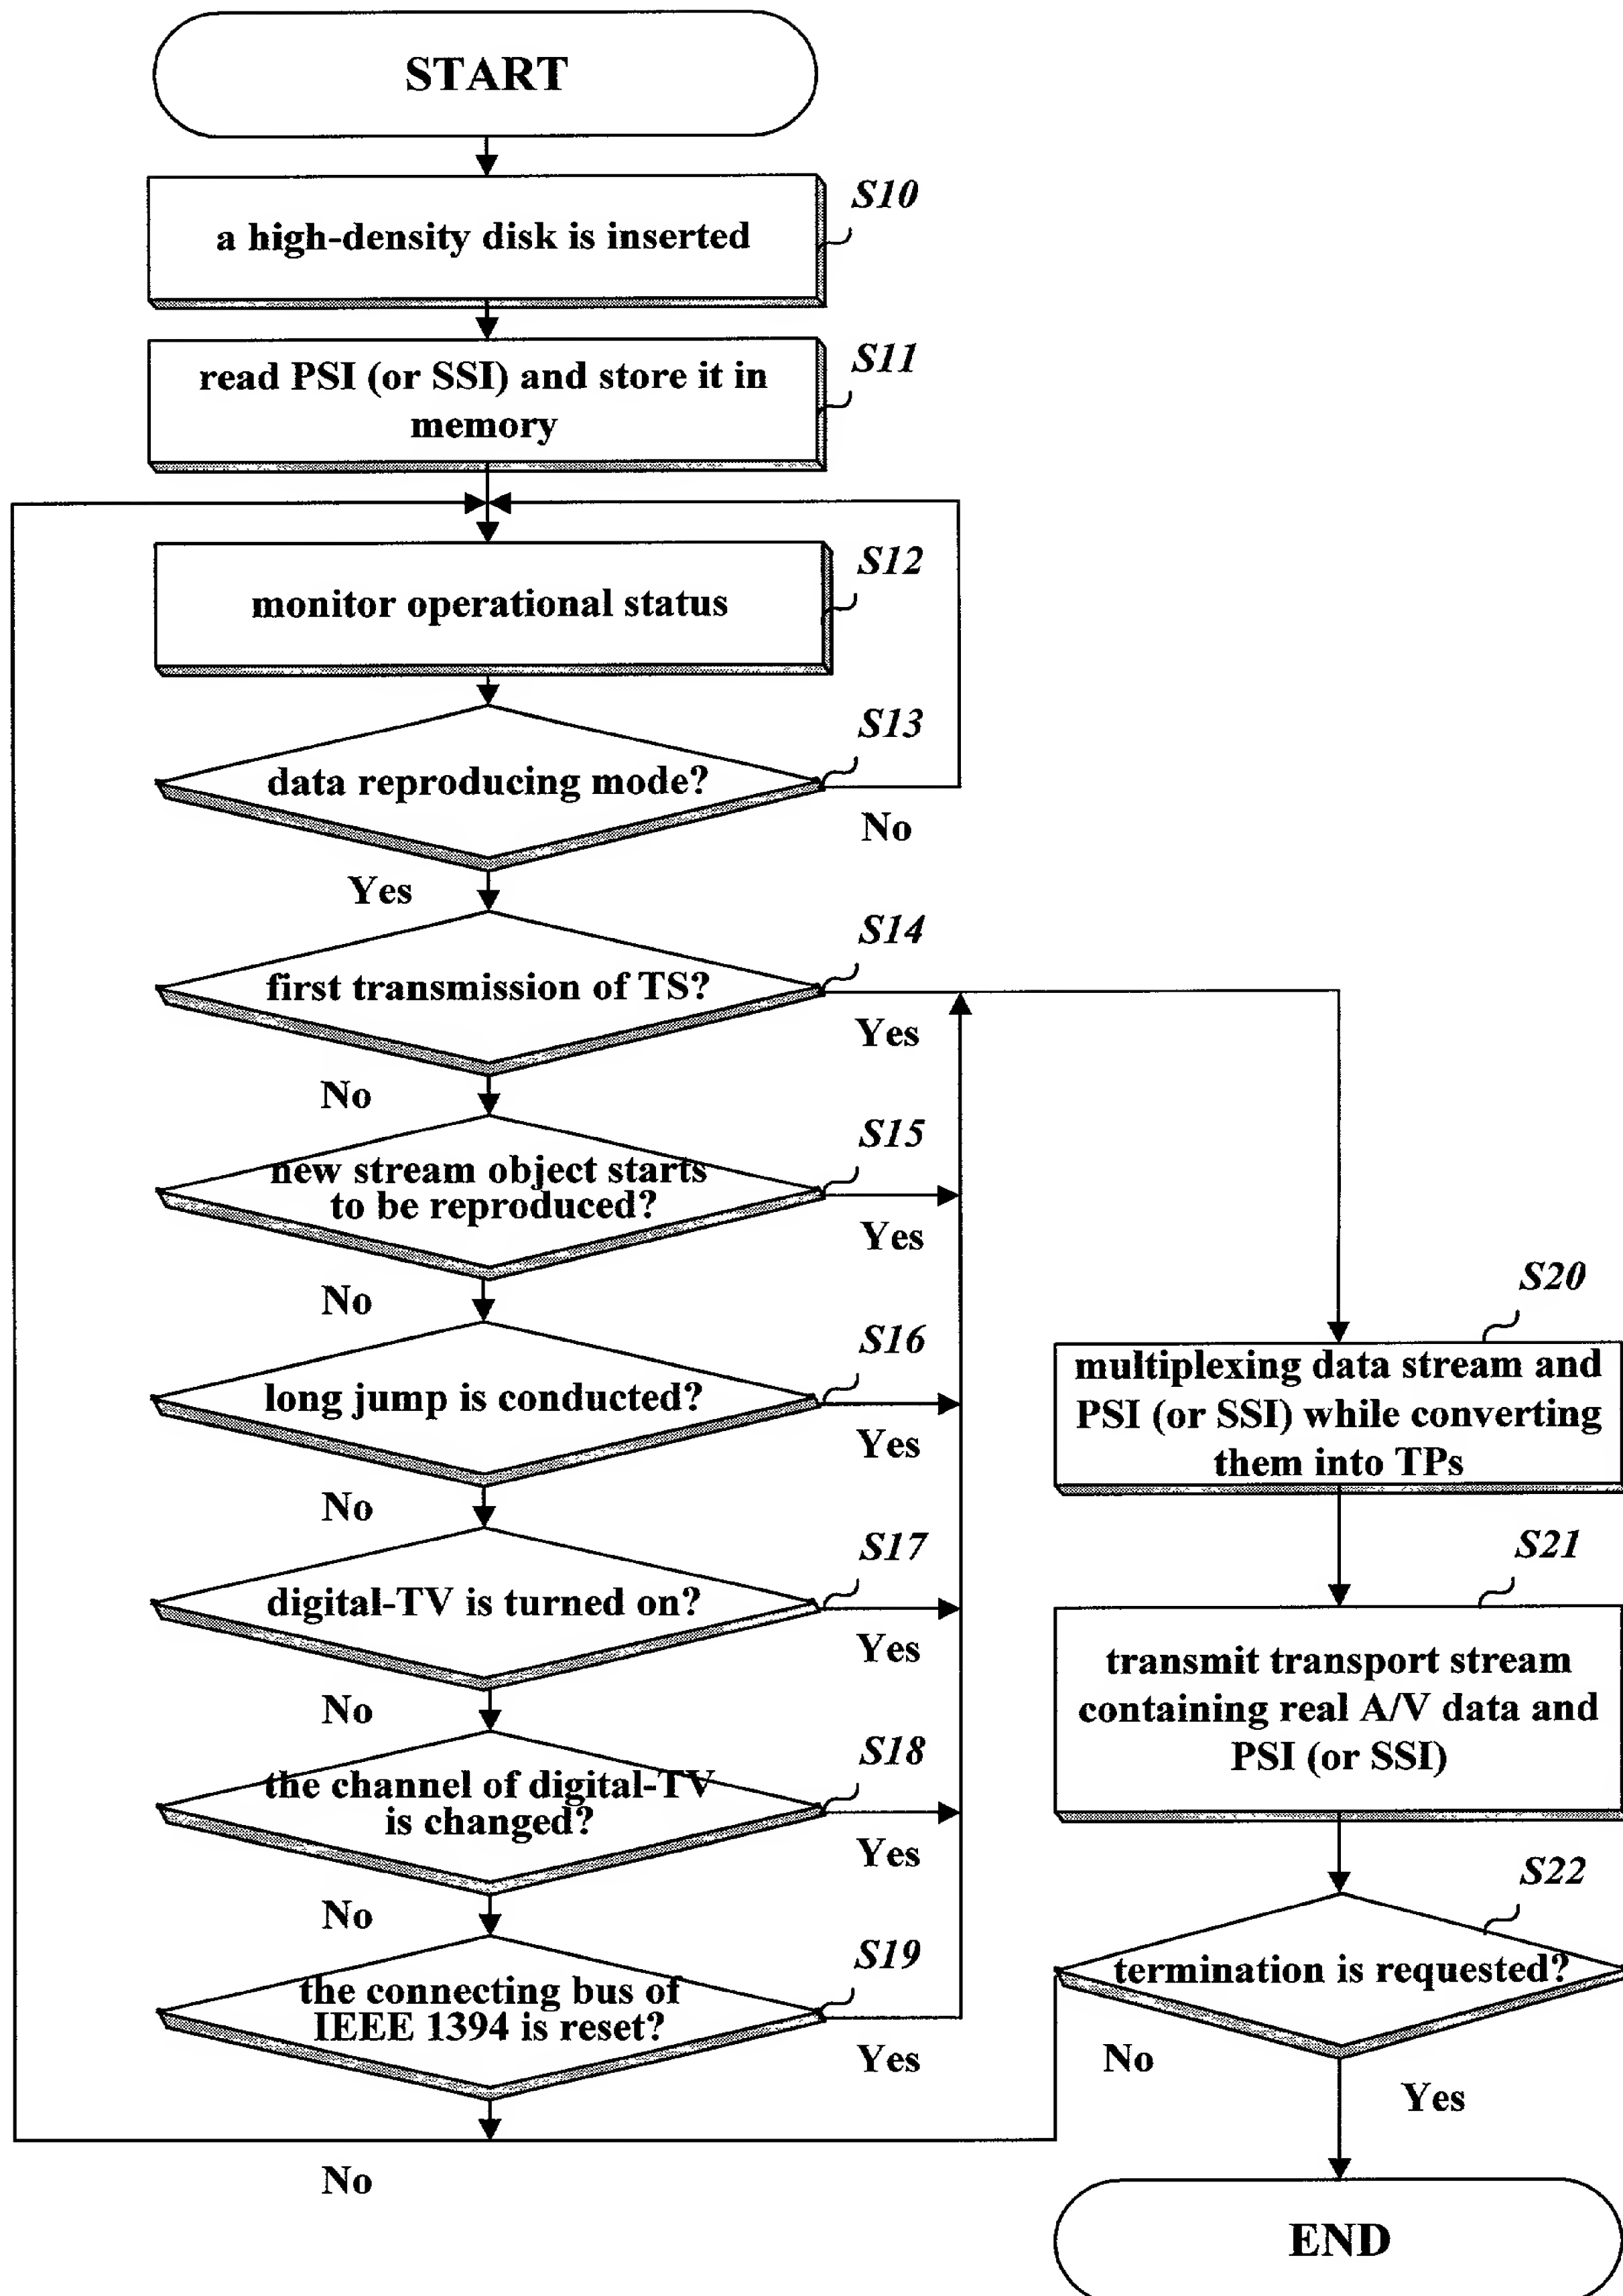 START
S10
a high-density disk is inserted
S11
read PSI (or SSI) and store it in
memory
S12
monitor operational status
S13
data reproducing mode?
No
Yes
S14
first transmission of TS?
Yes
No
S15
new stream object starts
to be reproduced?
Yes
No
S16
long jump is conducted?
Yes
No
S17
digital-TV is turned on?
Yes
No
S18
the channel of digital-TV
is changed?
Yes
No
S19
the connecting bus of
IEEE 1394 is reset?
Yes
No
S20
multiplexing data stream and
PSI (or SSI) while converting
them into TPs
S21
transmit transport stream
containing real A/V data and
PSI (or SSI)
S22
termination is requested?
No
Yes
END